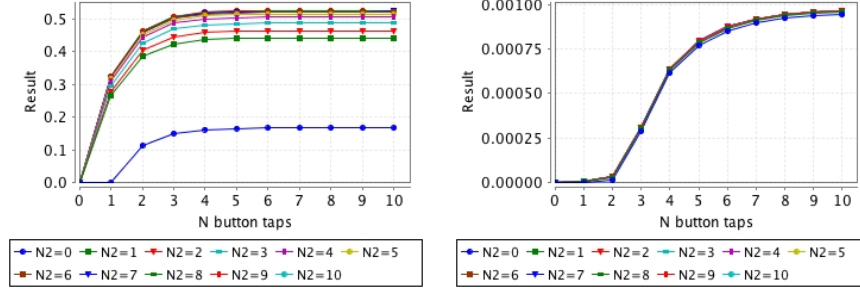 0.5
0.4
0.3
0.2
0.1
0.0
Result
0 1 2 3 4 5 6 7 8 9 10
N button taps
N2=0 N2=1 N2=2 N2=3 N2=4 N2=5
N2=6 N2=7 N2=8 N2=9 N2=10
0.00100
0.00075
0.00050
0.00025
0.00000
Result
0 1 2 3 4 5 6 7 8 9 10
N button taps
N2=0 N2=1 N2=2 N2=3 N2=4 N2=5
N2=6 N2=7 N2=8 N2=9 N2=10